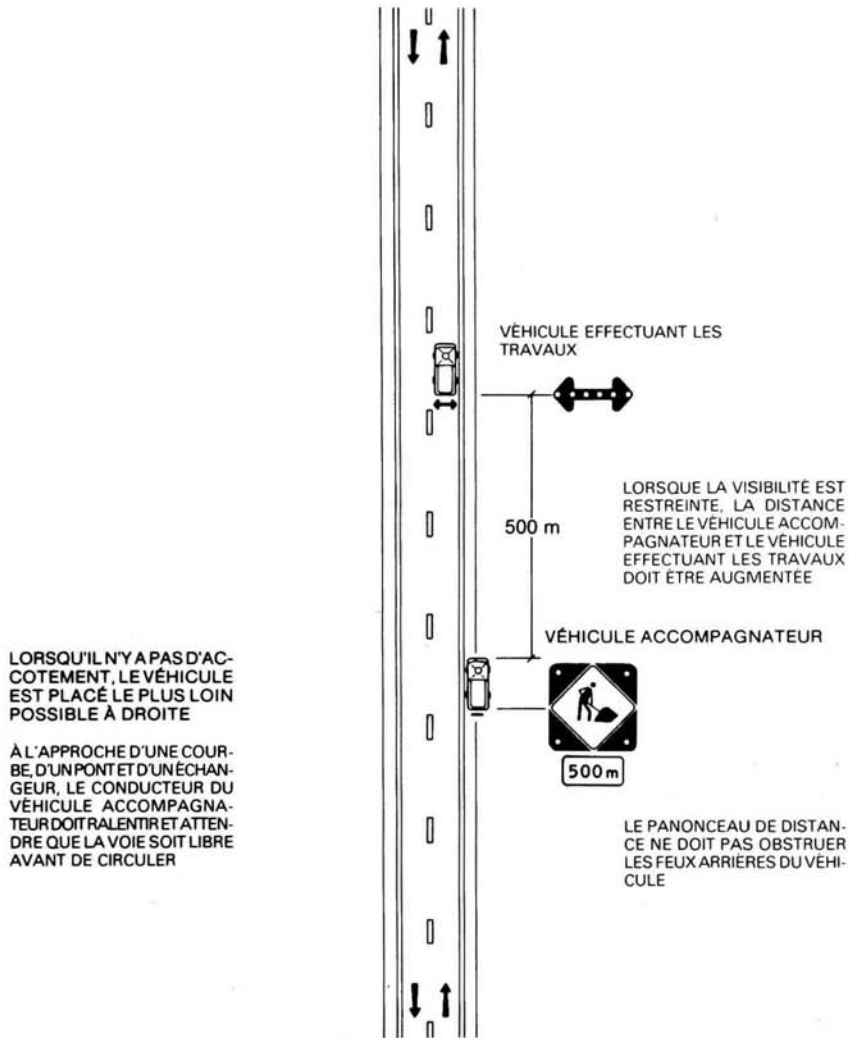 VÉHICULE EFFECTUANT LES
TRAVAUX
LORSQUE LA VISIBILITÉ EST
RESTREINTE, LA DISTANCE
ENTRE LE VÉHICULE ACCOM-
PAGNATEUR ET LE VÉHICULE
EFFECTUANT LES TRAVAUX
DOIT ÊTRE AUGMENTÉE
500 m
VÉHICULE ACCOMPAGNATEUR
500 m
LORSQU'IL N'Y A PAS D'AC-
COTEMENT, LE VÉHICULE
EST PLACÉ LE PLUS LOIN
POSSIBLE À DROITE
À L'APPROCHE D'UNE COUR-
BE, D'UN PONT ET D'UN ÉCHAN-
GEUR, LE CONDUCTEUR DU
VÉHICULE ACCOMPAGNA-
TEUR DOIT RALENTIR ET ATTEN-
DRE QUE LA VOIE SOIT LIBRE
AVANT DE CIRCULER
LE PANONCEAU DE DISTAN-
CE NE DOIT PAS OBSTRUER
LES FEUX ARRIÈRES DU VÉHI-
CULE